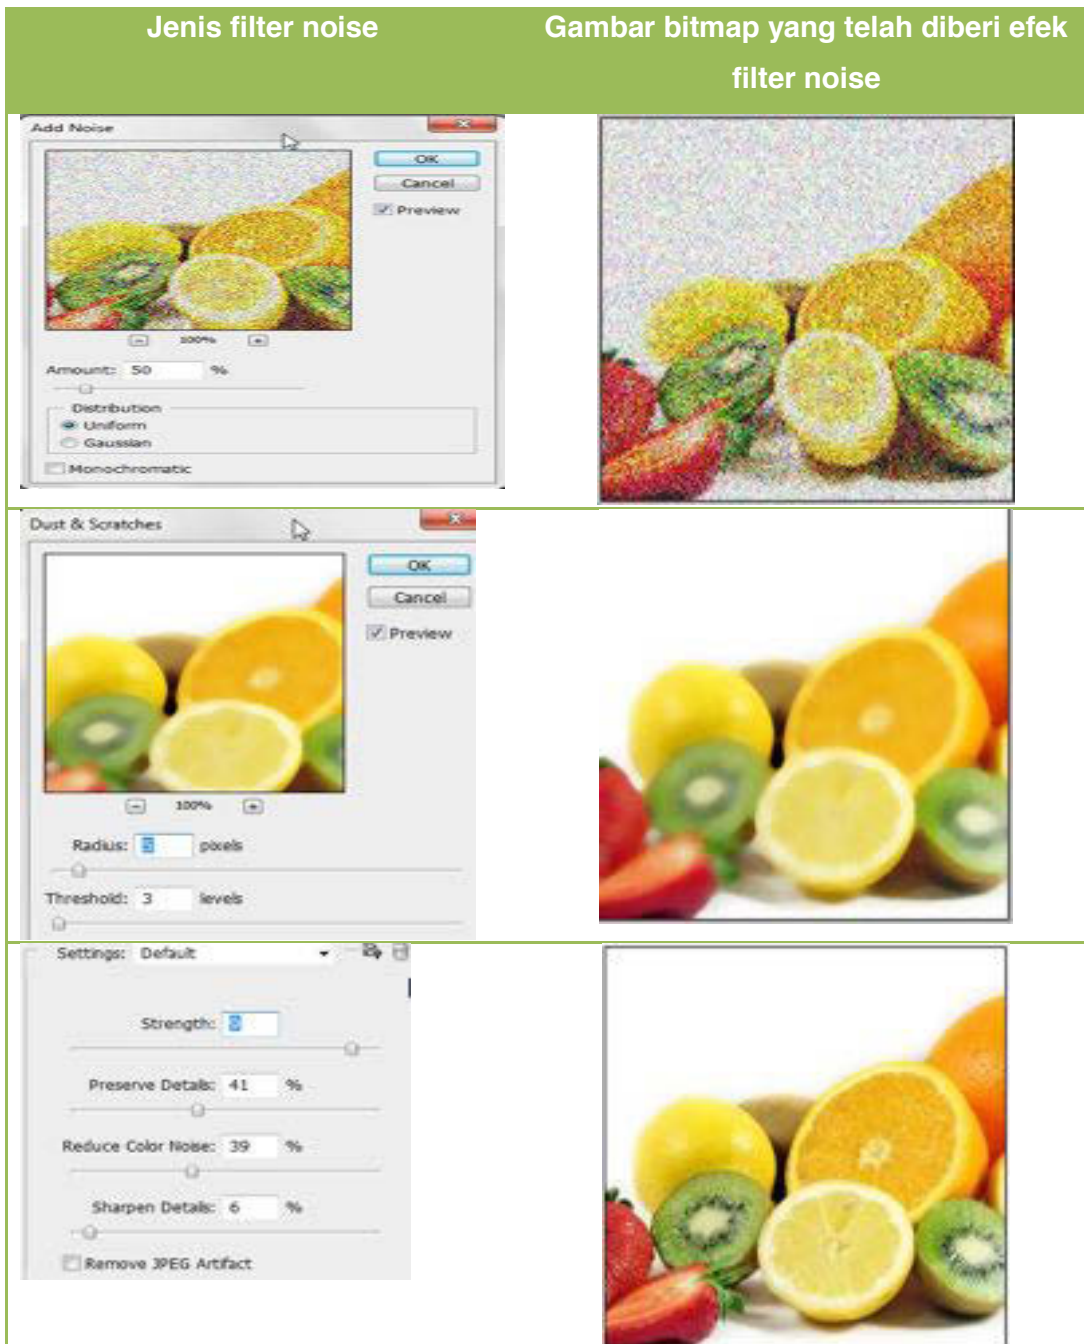 Jenis filter noise
Gambar bitmap yang telah diberi efek
filter noise
Add Noise
OK
Cancel
Preview
100%
Amount: 50 %
Distribution
Uniform
Gaussian
Monochromatic
Dust & Scratches
OK
Cancel
Preview
100%
Radius: 5 pixels
Threshold: 3 levels
Settings: Default
Strength: 9
Preserve Details: 41 %
Reduce Color Noise: 39 %
Sharpen Details: 6 %
Remove JPEG Artifact